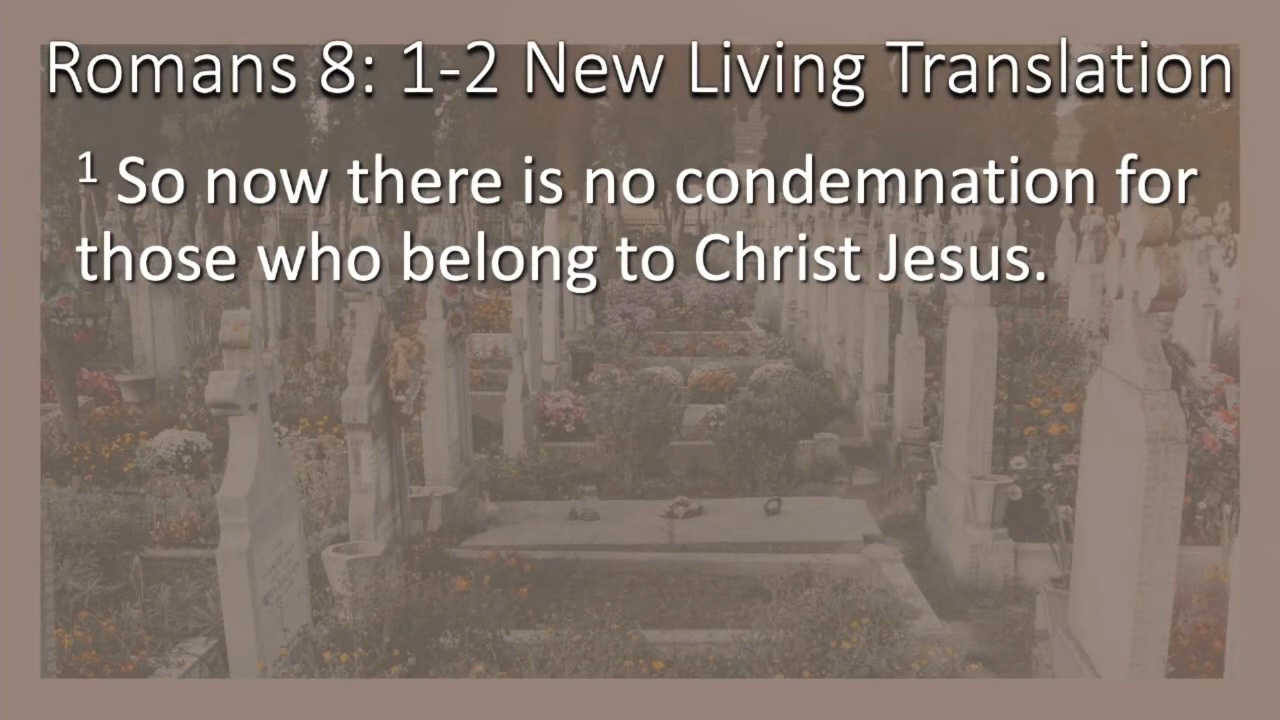 Romans 8: 1-2 New Living Translation
1 So now there is no condemnation for
those who belong to Christ Jesus.